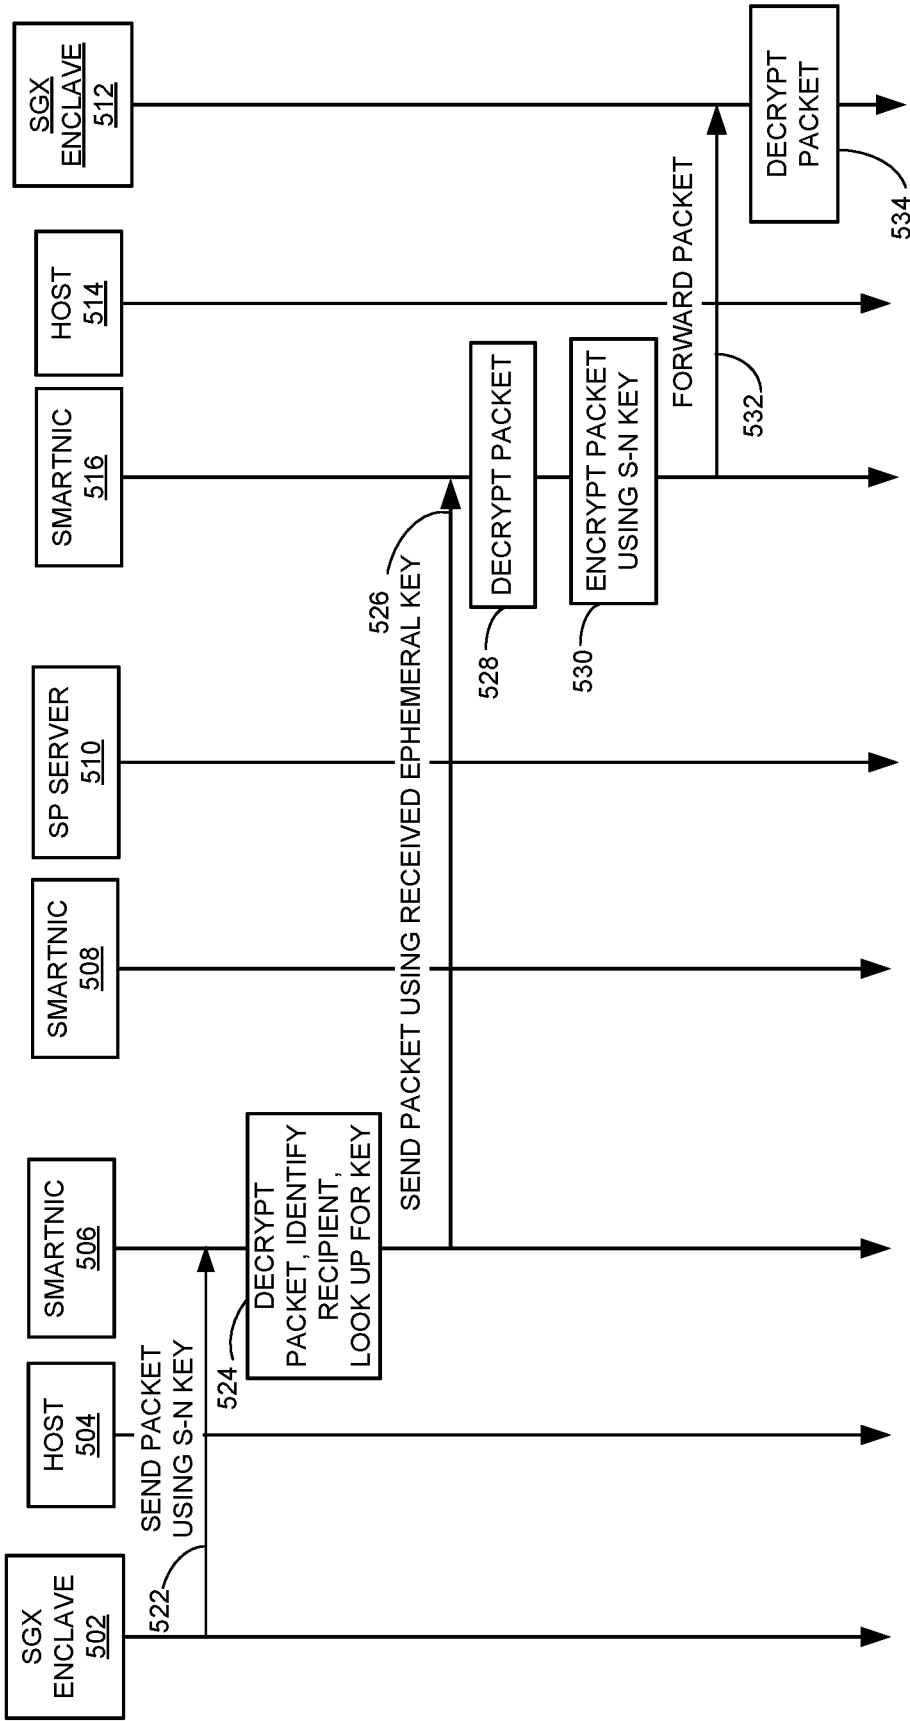 SGX
ENCLAVE
502
HOST
504
SMARTNIC
506
SMARTNIC
508
SP SERVER
510
SMARTNIC
516
HOST
514
SGX
ENCLAVE
512
SEND PACKET
USING S-N KEY
522
DECRYPT
PACKET, IDENTIFY
RECIPIENT,
LOOK UP FOR KEY
524
SEND PACKET USING RECEIVED EPHEMERAL KEY
526
DECRYPT PACKET
528
ENCRYPT PACKET
USING S-N KEY
530
FORWARD PACKET
532
DECRYPT
PACKET
534